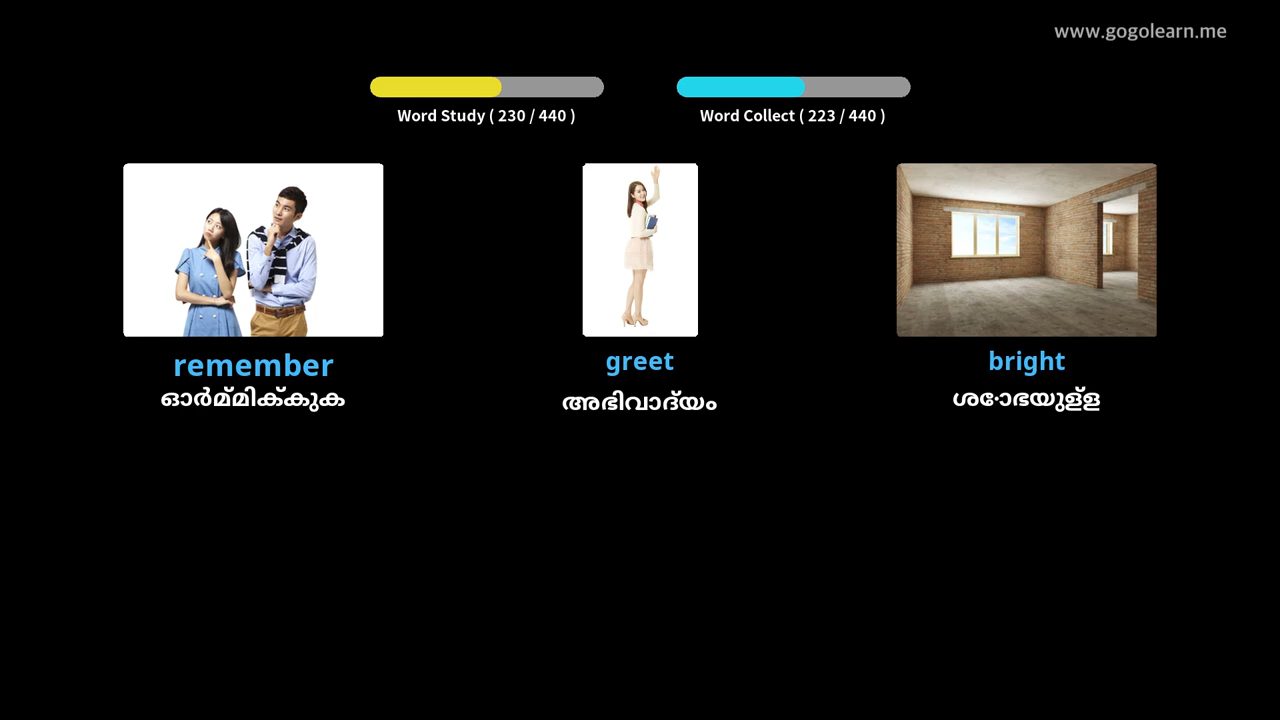 www.gogolearn.me
Word Study ( 230 / 440 )
Word Collect ( 223 / 440 )
remember
greet
bright
ഓർമ്മിക്കുക
അഭിവാദ്യം
ശോഭയുള്ള